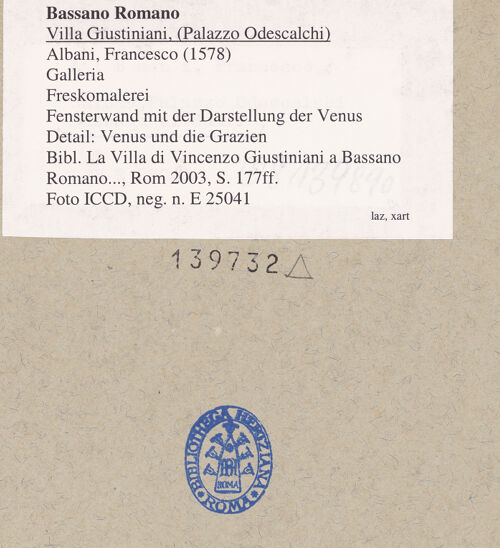 Bassano Romano
Villa Giustiniani, (Palazzo Odescalchi)
Albani, Francesco (1578)
Galleria
Freskomalerei
Fensterwand mit der Darstellung der Venus
Detail: Venus und die Grazien
Bibl. La Villa di Vincenzo Giustiniani a Bassano
Romano..., Rom 2003, S. 177ff.
Foto ICCD, neg. n. E 25041
laz, xart
139732
BIBLIOTHECA HERTZIANA
ROMA
BH
ROMA